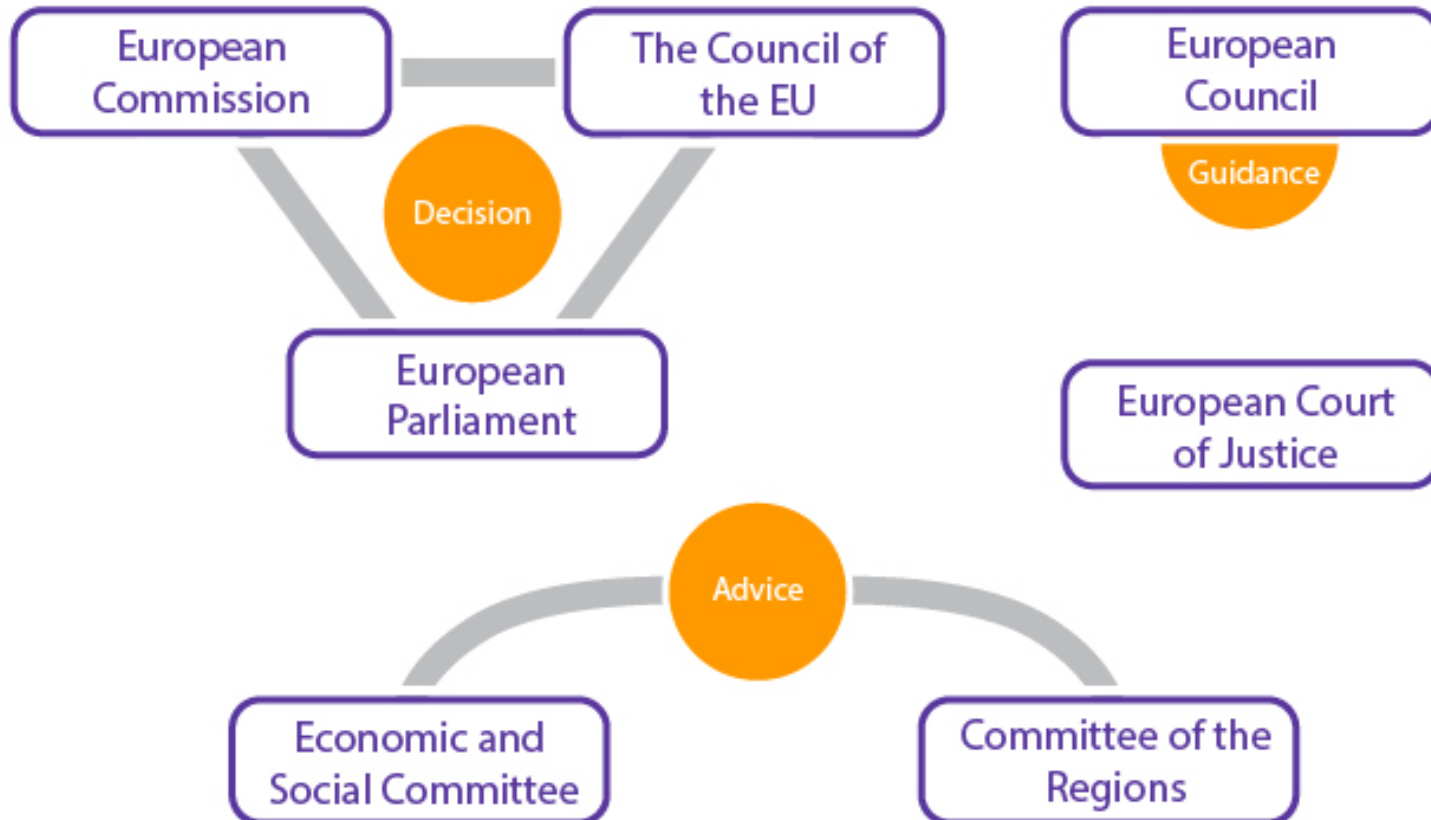 European
Commission
The Council of
the EU
European
Council
Decision
Guidance
European
Parliament
European Court
of Justice
Advice
Economic and
Social Committee
Committee of the
Regions